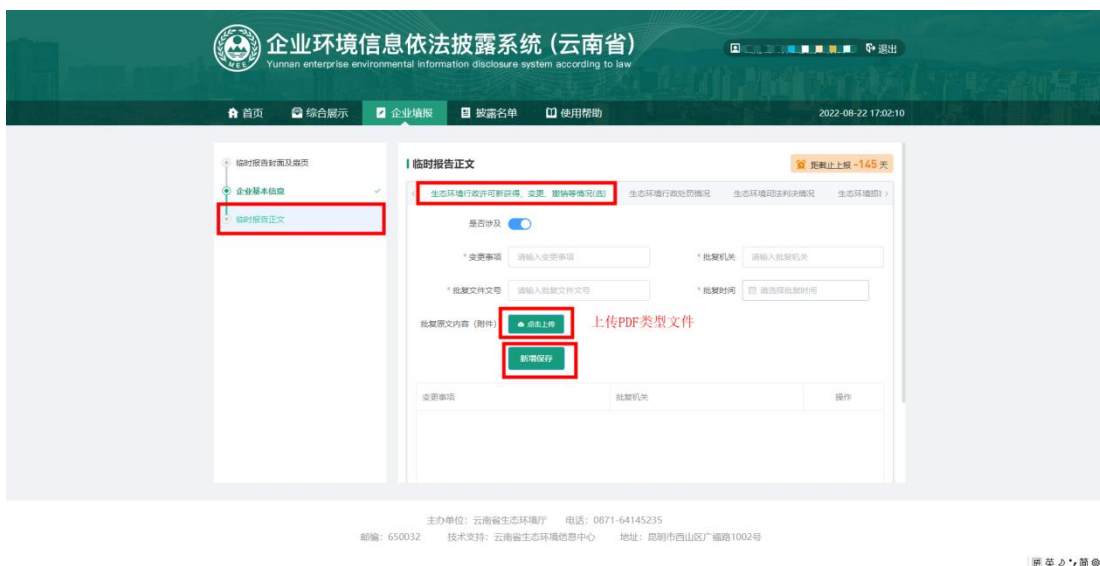 企业环境信息依法披露系统 (云南省)
Yunnan enterprise environmental information disclosure system according to law
MEE
退出
首页 综合展示 企业填报 披露名单 使用帮助 2022-08-22 17:02:10
临时报告封面及扉页
企业基本信息
临时报告正文
临时报告正文 距截止上报 -145 天
生态环境行政许可新获得、变更、撤销等情况(选) 生态环境行政处罚情况 生态环境司法判决情况
是否涉及
* 变更事项 请输入变更事项 * 批复机关 请输入批复机关
* 批复文件文号 请输入批复文件文号 * 批复时间 请选择批复时间
批复原文内容 (附件) 点击上传 上传PDF类型文件
新增保存
变更事项 批复机关 操作
主办单位: 云南省生态环境厅 电话: 0871-64145235
邮编: 650032 技术支持: 云南省生态环境信息中心 地址: 昆明市西山区广福路1002号
英 简